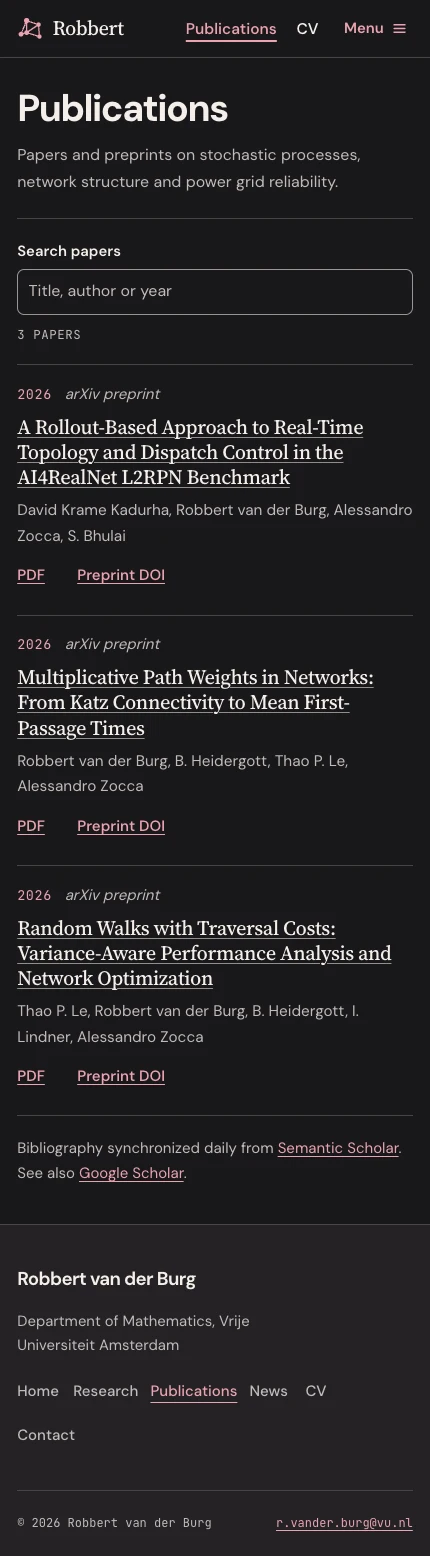 Robbert
Publications
CV
Menu
Publications
Papers and preprints on stochastic processes,
network structure and power grid reliability.
Search papers
Title, author or year
3 PAPERS
2026 arXiv preprint
A Rollout-Based Approach to Real-Time
Topology and Dispatch Control in the
AI4RealNet L2RPN Benchmark
David Krame Kadurha, Robbert van der Burg, Alessandro
Zocca, S. Bhulai
PDF Preprint DOI
2026 arXiv preprint
Multiplicative Path Weights in Networks:
From Katz Connectivity to Mean First-
Passage Times
Robbert van der Burg, B. Heidergott, Thao P. Le,
Alessandro Zocca
PDF Preprint DOI
2026 arXiv preprint
Random Walks with Traversal Costs:
Variance-Aware Performance Analysis and
Network Optimization
Thao P. Le, Robbert van der Burg, B. Heidergott, I.
Lindner, Alessandro Zocca
PDF Preprint DOI
Bibliography synchronized daily from Semantic Scholar.
See also Google Scholar.
Robbert van der Burg
Department of Mathematics, Vrije
Universiteit Amsterdam
Home Research Publications News CV
Contact
© 2026 Robbert van der Burg r.vander.burg@vu.nl